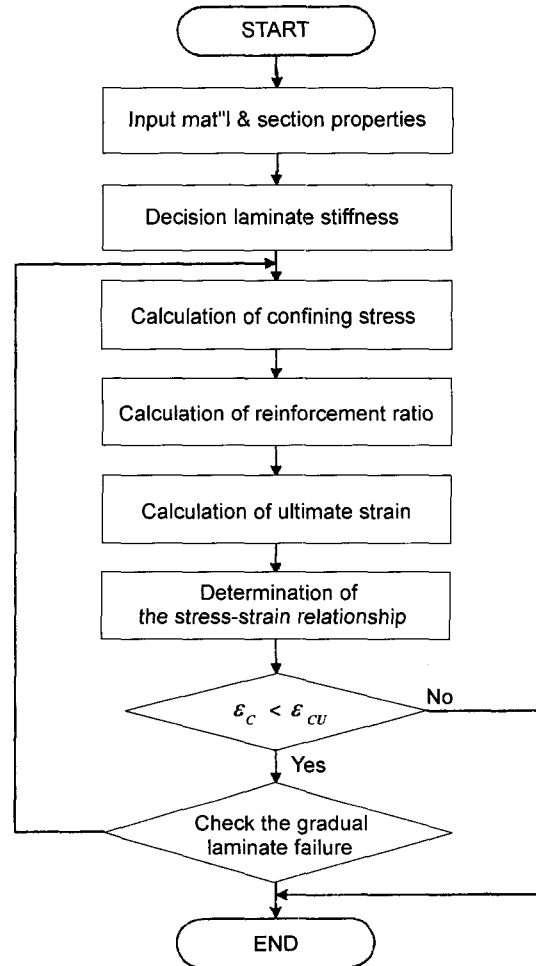 START
Input mat"l & section properties
Decision laminate stiffness
Calculation of confining stress
Calculation of reinforcement ratio
Calculation of ultimate strain
Determination of
the stress-strain relationship
ε_C < ε_CU
No
Yes
Check the gradual
laminate failure
END